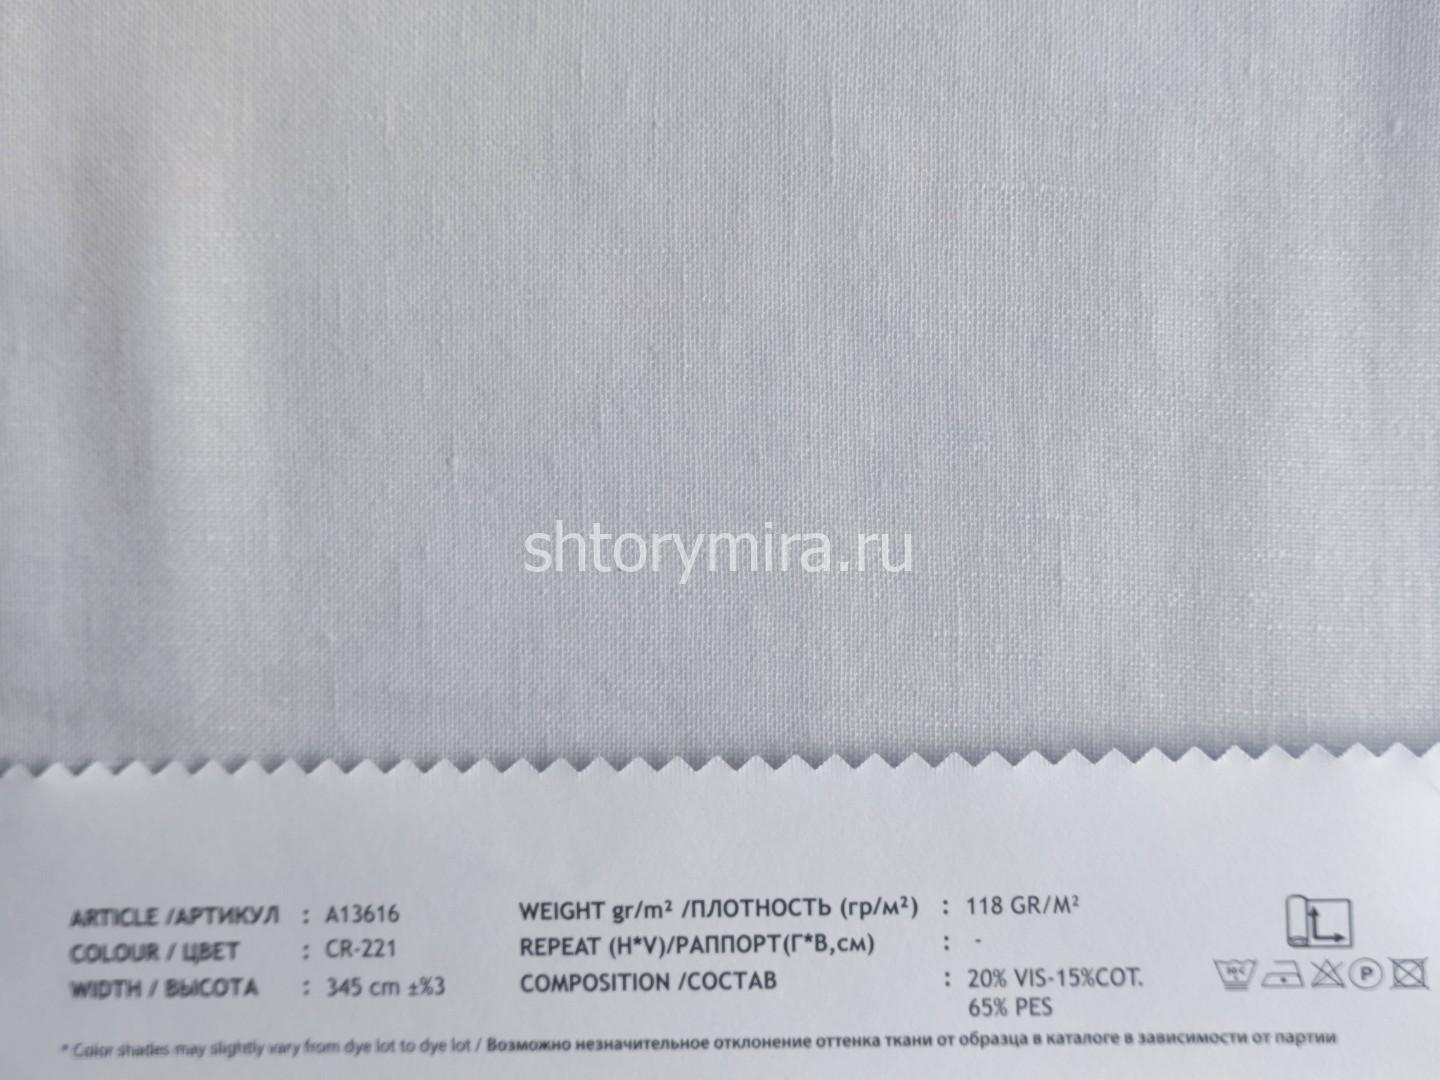 shtorymira.ru
ARTICLE /АРТИКУЛ : A13616
COLOUR / ЦВЕТ : CR-221
WIDTH / ВЫСОТА : 345 cm ±%3
WEIGHT gr/m² /ПЛОТНОСТЬ (гр/м²) : 118 GR/M²
REPEAT (H*V)/РАППОРТ(Г*В,см) : -
COMPOSITION /СОСТАВ : 20% VIS-15%COT.
65% PES
P
* Color shades may slightly vary from dye lot to dye lot / Возможно незначительное отклонение оттенка ткани от образца в каталоге в зависимости от партии